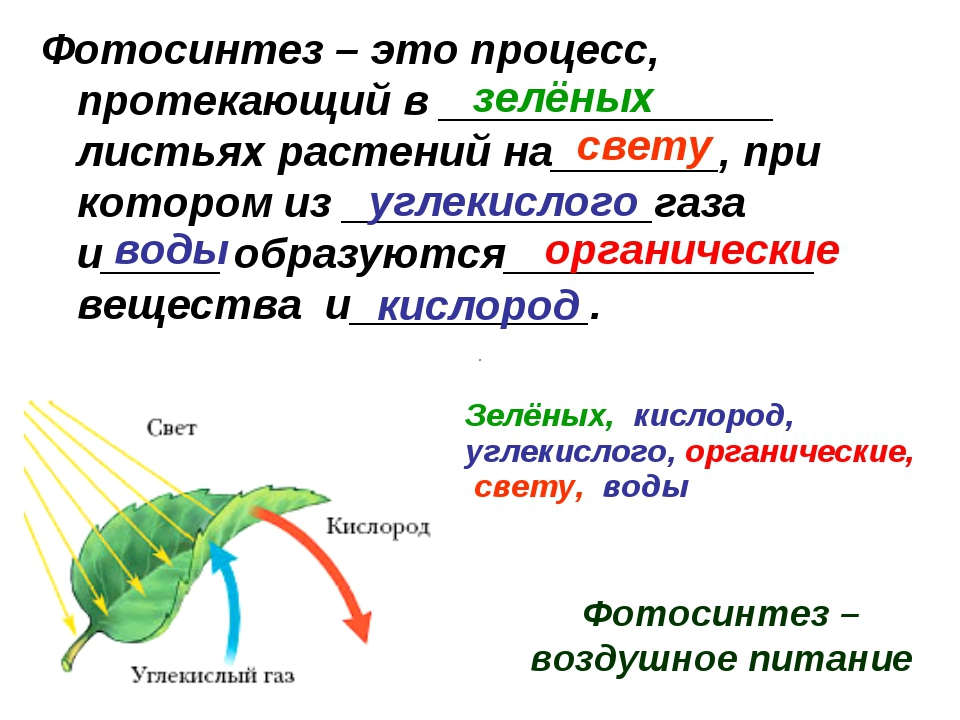 Фотосинтез – это процесс,
протекающий в зелёных
листьях растений на свету, при
котором из углекислого газа
и воды образуются органические
вещества и кислород.
Зелёных, кислород,
углекислого, органические,
свету, воды
Свет
Кислород
Углекислый газ
Фотосинтез –
воздушное питание